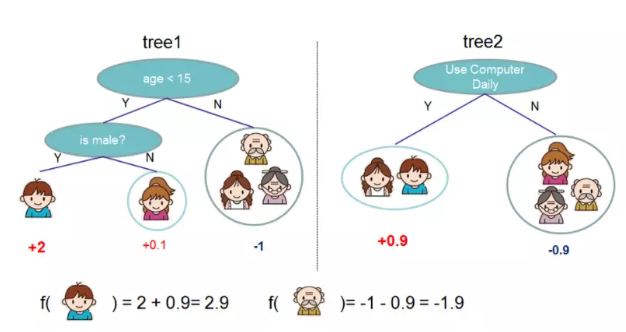 tree1
tree2
age < 15
Use Computer
Daily
Y
N
Y
N
is male?
Y
N
+2
+0.1
-1
+0.9
-0.9
f( ) = 2 + 0.9= 2.9
f( )= -1 - 0.9 = -1.9